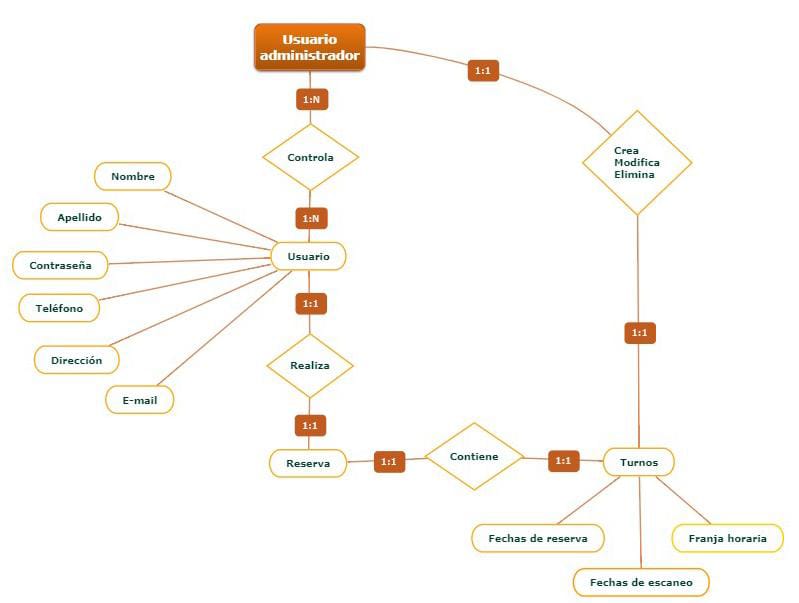 Usuario
administrador
1:1
1:N
Controla
Crea
Modifica
Elimina
Nombre
Apellido
1:N
Usuario
Contraseña
Teléfono
1:1
1:1
Dirección
Realiza
E-mail
1:1
Reserva
1:1
Contiene
1:1
Turnos
Fechas de reserva
Franja horaria
Fechas de escaneo